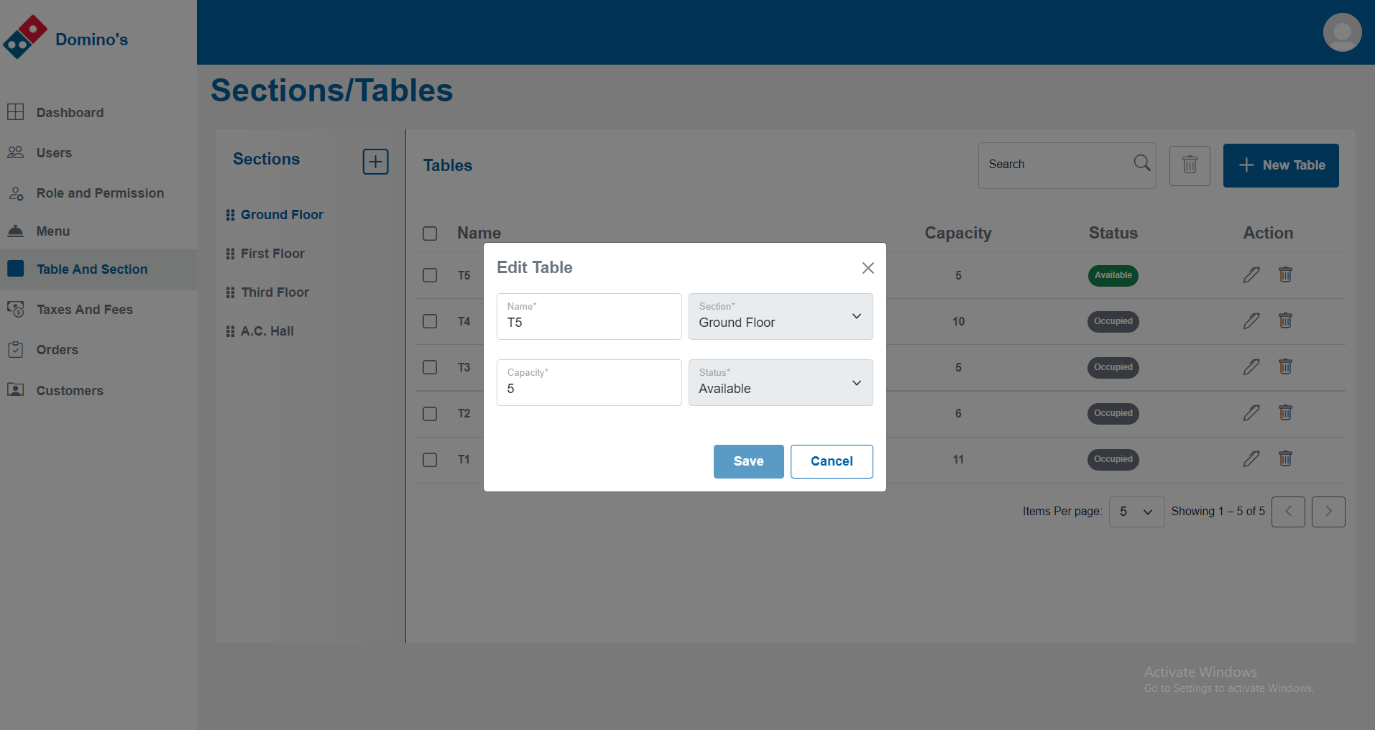 Domino's
Dashboard
Users
Role and Permission
Menu
Table And Section
Taxes And Fees
Orders
Customers
Sections/Tables
Sections
Ground Floor
First Floor
Third Floor
A.C. Hall
Tables
Search
New Table
Name Capacity Status Action
T5 5 Available
T4 10 Occupied
T3 5 Occupied
T2 6 Occupied
T1 11 Occupied
Items Per page: 5 Showing 1 – 5 of 5
Edit Table
Name*
T5
Section*
Ground Floor
Capacity*
5
Status*
Available
Save Cancel
Activate Windows
Go to Settings to activate Windows.